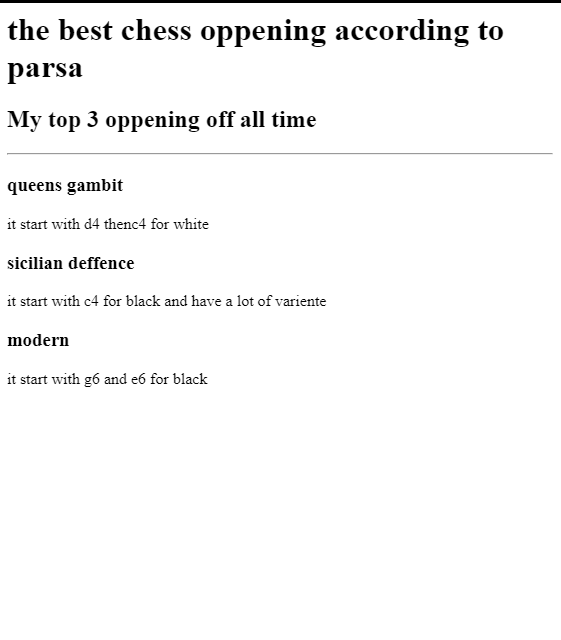 the best chess oppening according to
parsa
My top 3 oppening off all time
queens gambit
it start with d4 thenc4 for white
sicilian deffence
it start with c4 for black and have a lot of variente
modern
it start with g6 and e6 for black